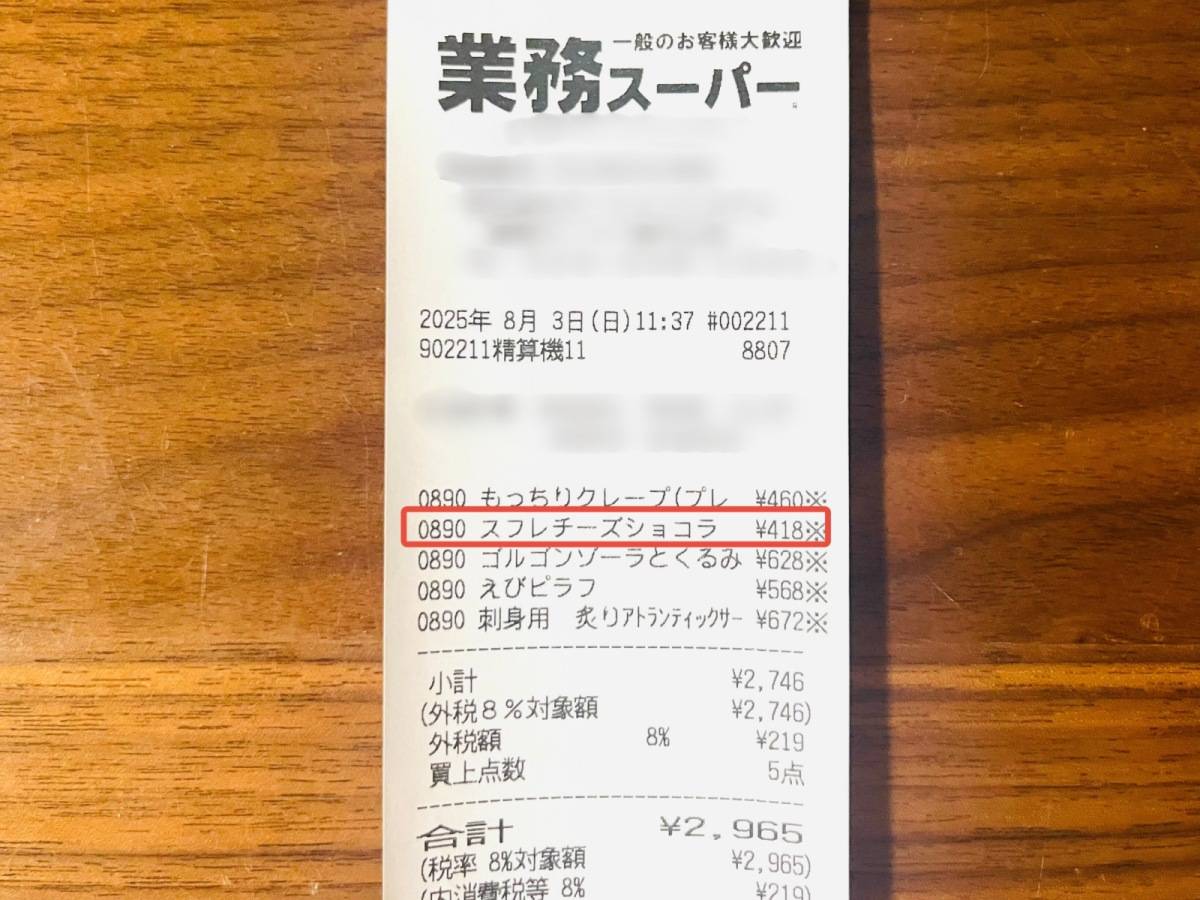 一般のお客様大歓迎
業務スーパー
2025年 8月 3日(日)11:37 #002211
902211精算機11 8807
0890 もっちりクレープ(プレ ¥460※
0890 スフレチーズショコラ ¥418※
0890 ゴルゴンゾーラとくるみ ¥628※
0890 えびピラフ ¥568※
0890 刺身用 炙りアトランティックサー ¥672※
小計 ¥2,746
(外税8%対象額 ¥2,746)
外税額 8% ¥219
買上点数 5点
合計 ¥2,965
(税率 8%対象額 ¥2,965)
(内消費税等 8% ¥219)